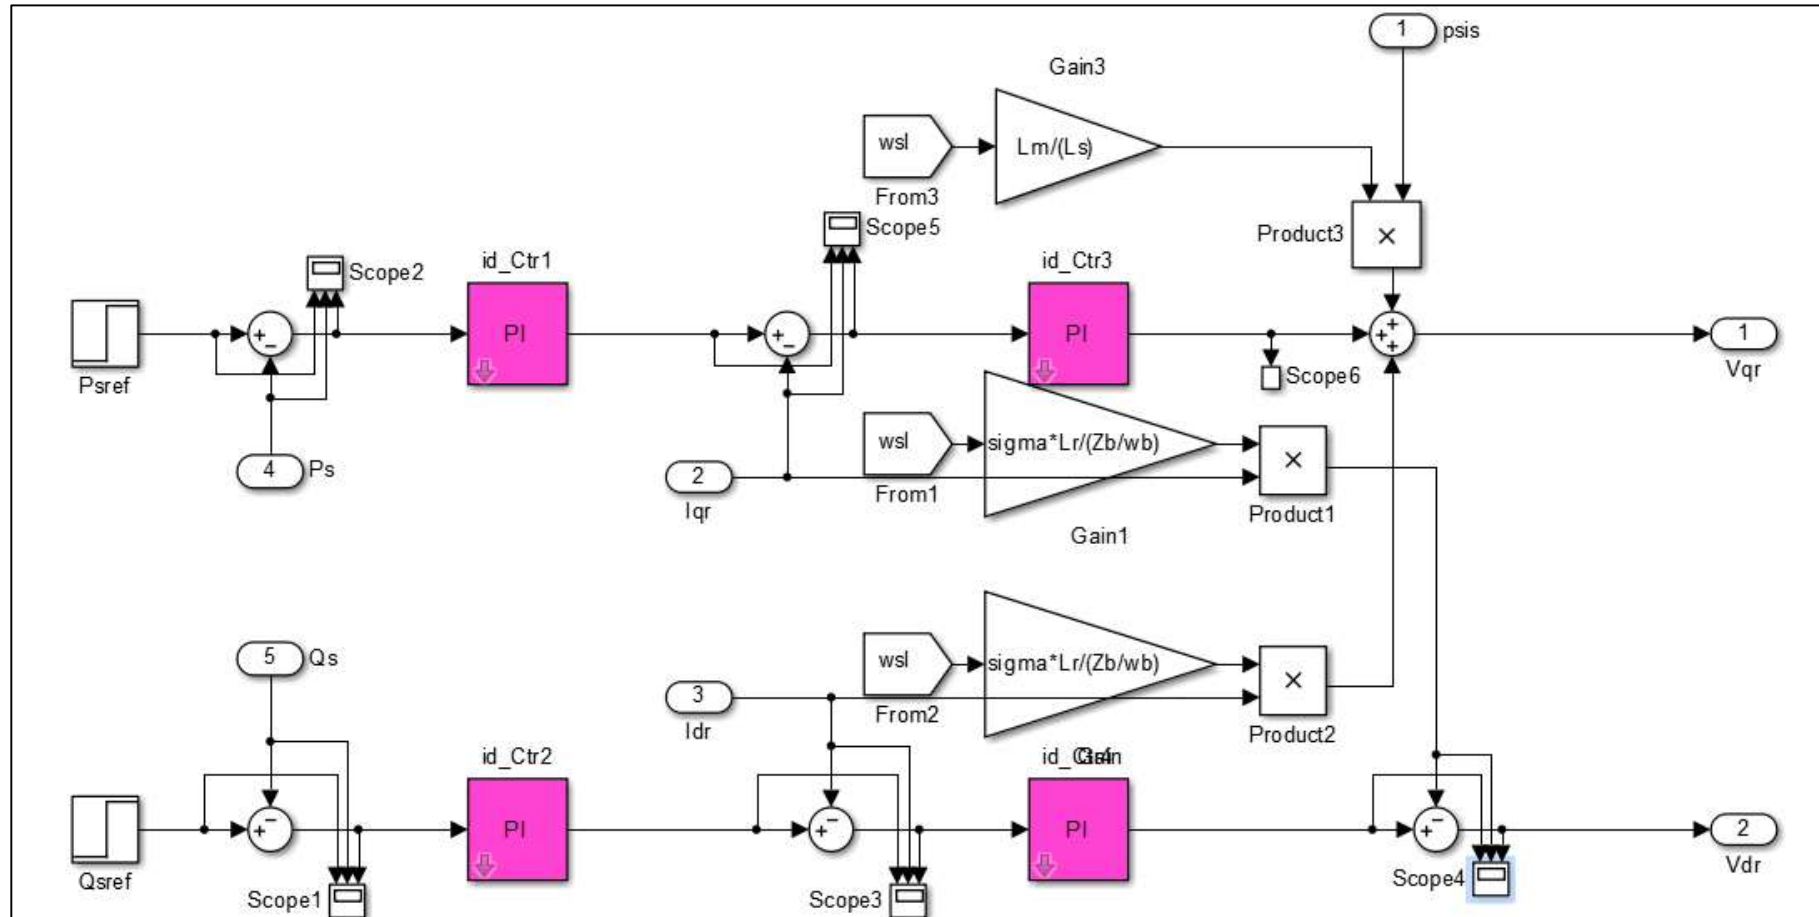 1 psis
Gain3
wsl
Lm/(Ls)
From3
Scope5
Product3
×
Scope2
id_Ctr1
id_Ctr3
Psref
PI
PI
Scope6
1
Vqr
4 Ps
2
Iqr
wsl
From1
sigma*Lr/(Zb/wb)
×
Product1
Gain1
5 Qs
3
Idr
wsl
From2
sigma*Lr/(Zb/wb)
×
Product2
id_Ctr2
Qsref
PI
PI
2
Vdr
Scope1
Scope3
Scope4